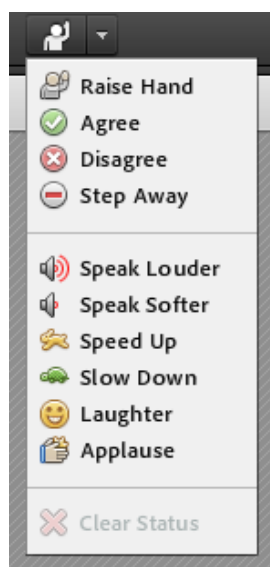 Raise Hand
Agree
Disagree
Step Away
Speak Louder
Speak Softer
Speed Up
Slow Down
Laughter
Applause
Clear Status